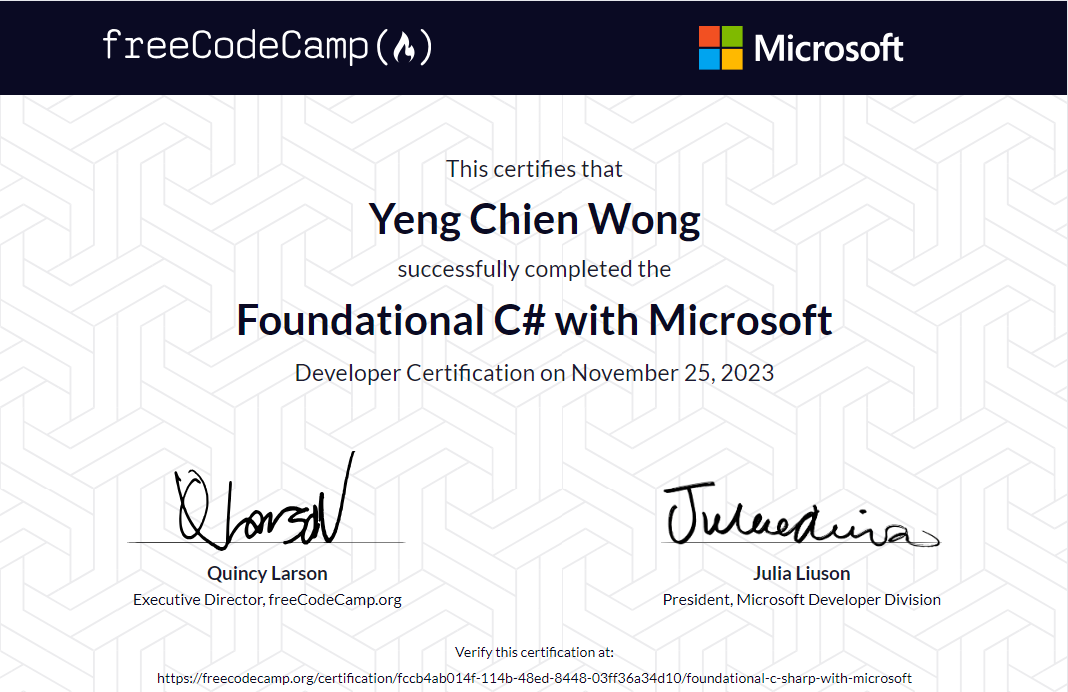 freeCodeCamp(🔥) Microsoft
This certifies that
Yeng Chien Wong
successfully completed the
Foundational C# with Microsoft
Developer Certification on November 25, 2023
QLarson
Quincy Larson
Executive Director, freeCodeCamp.org
Julia Liuson
President, Microsoft Developer Division
Verify this certification at:
https://freecodecamp.org/certification/fccb4ab014f-114b-48ed-8448-03ff36a34d10/foundational-c-sharp-with-microsoft